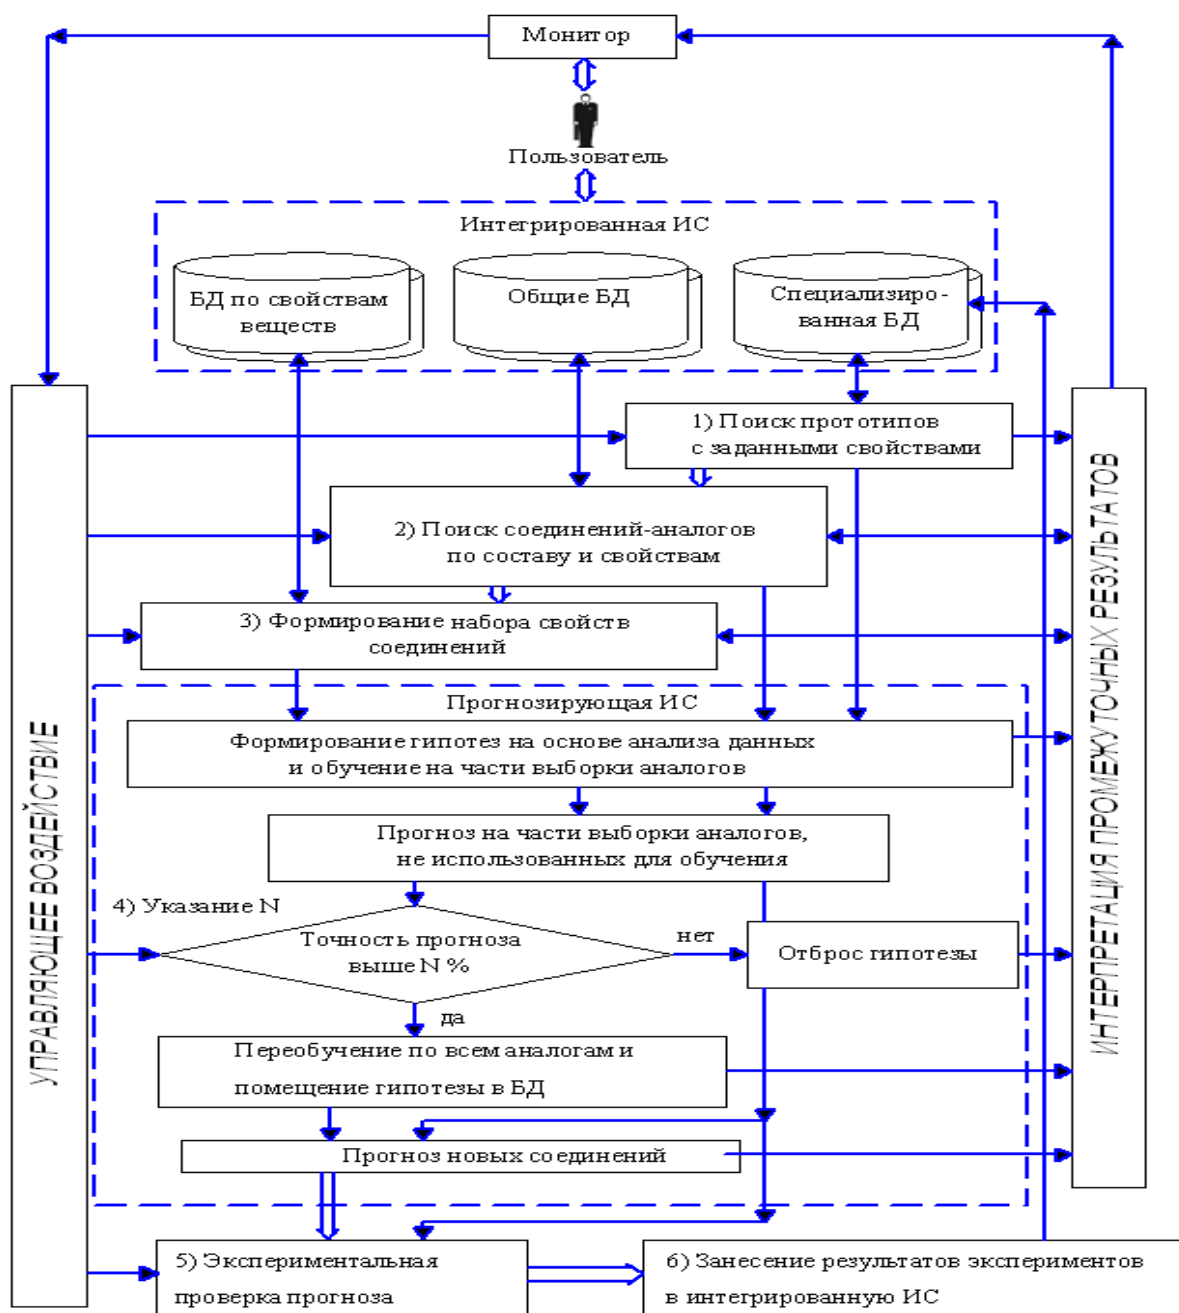 Монитор
Пользователь
Интегрированная ИС
БД по свойствам
веществ
Общие БД
Специализиро-
ванная БД
1) Поиск прототипов
с заданными свойствами
2) Поиск соединений-аналогов
по составу и свойствам
3) Формирование набора свойств
соединений
Прогнозирующая ИС
Формирование гипотез на основе анализа данных
и обучение на части выборки аналогов
Прогноз на части выборки аналогов,
не использованных для обучения
4) Указание N
Точность прогноза
выше N %
нет
Отброс гипотезы
да
Переобучение по всем аналогам и
помещение гипотезы в БД
Прогноз новых соединений
5) Экспериментальная
проверка прогноза
6) Занесение результатов экспериментов
в интегрированную ИС
УПРАВЛЯЮЩЕЕ ВОЗДЕЙСТВИЕ
ИНТЕРПРЕТАЦИЯ ПРОМЕЖУТОЧНЫХ РЕЗУЛЬТАТОВ